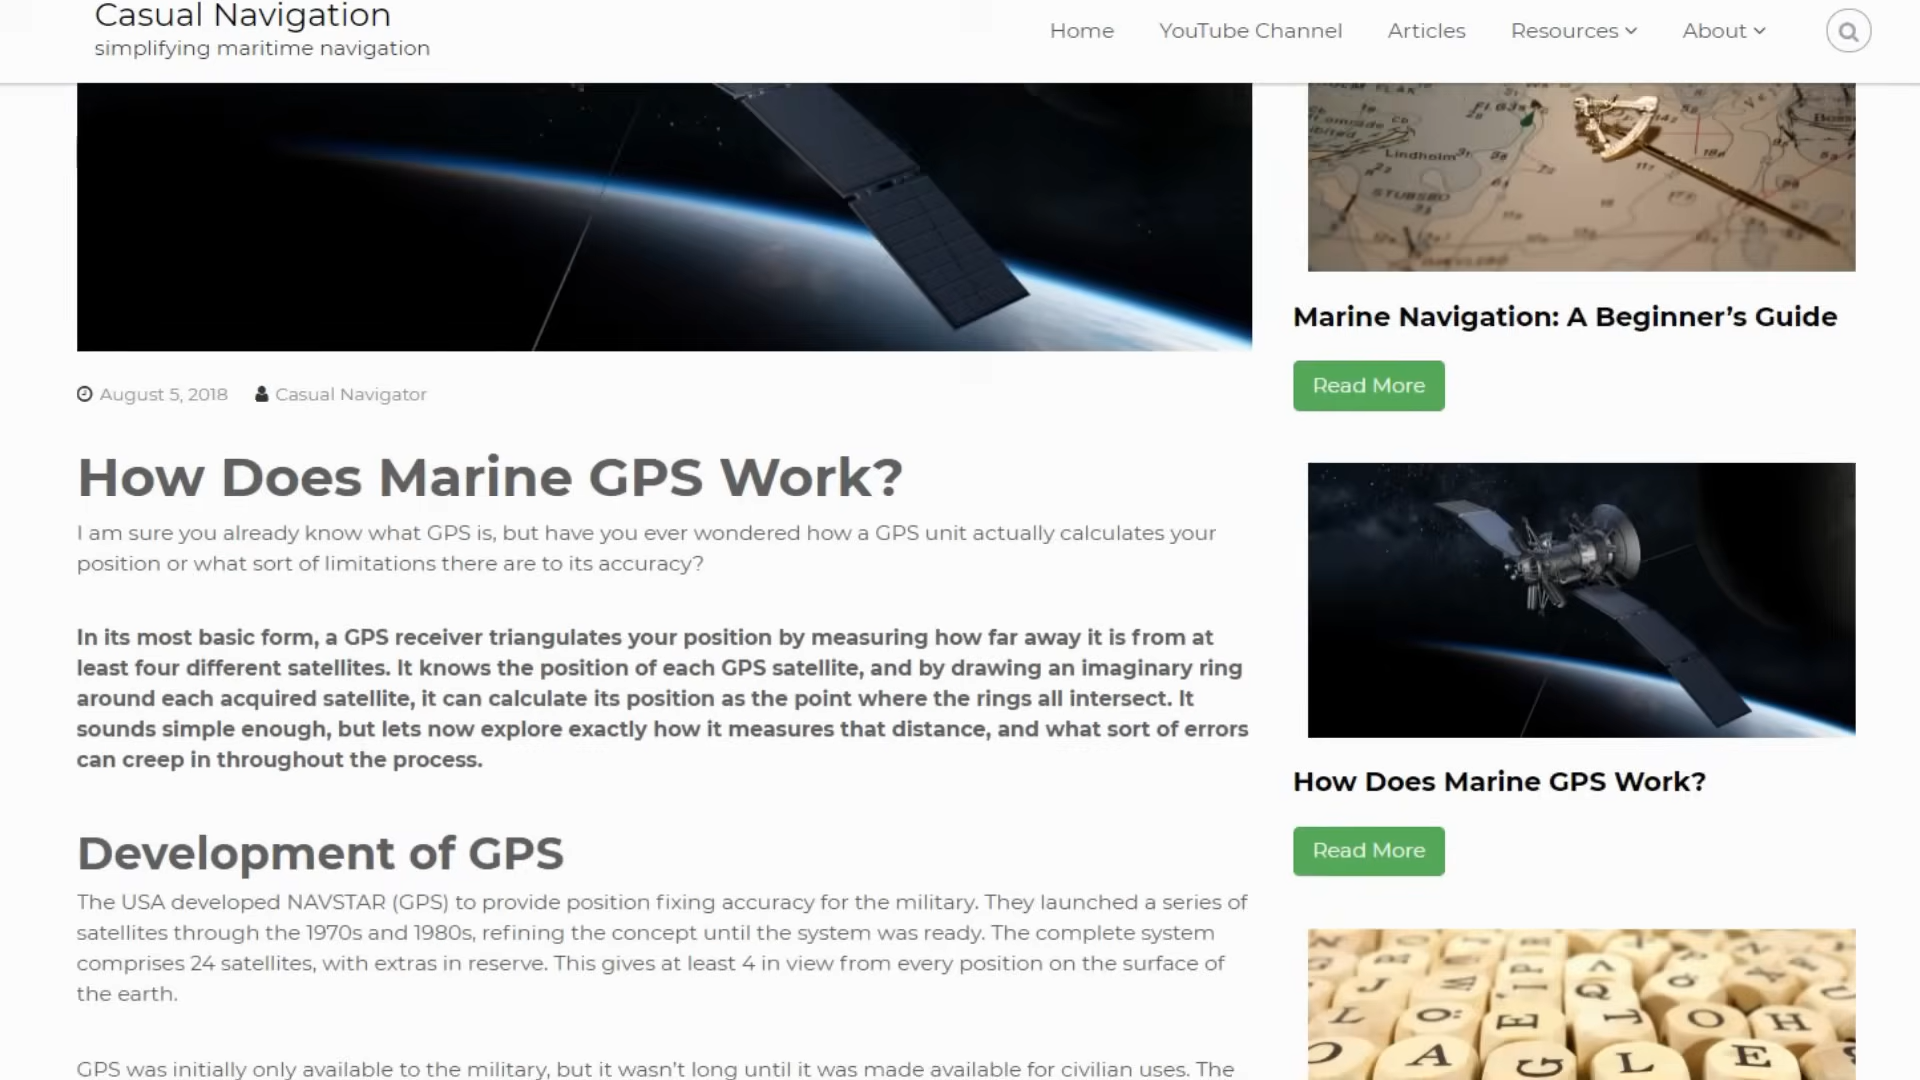 Casual Navigation
simplifying maritime navigation
Home YouTube Channel Articles Resources About
August 5, 2018 Casual Navigator
How Does Marine GPS Work?
I am sure you already know what GPS is, but have you ever wondered how a GPS unit actually calculates your
position or what sort of limitations there are to its accuracy?
In its most basic form, a GPS receiver triangulates your position by measuring how far away it is from at
least four different satellites. It knows the position of each GPS satellite, and by drawing an imaginary ring
around each acquired satellite, it can calculate its position as the point where the rings all intersect. It
sounds simple enough, but lets now explore exactly how it measures that distance, and what sort of errors
can creep in throughout the process.
Development of GPS
The USA developed NAVSTAR (GPS) to provide position fixing accuracy for the military. They launched a series of
satellites through the 1970s and 1980s, refining the concept until the system was ready. The complete system
comprises 24 satellites, with extras in reserve. This gives at least 4 in view from every position on the surface of
the earth.
GPS was initially only available to the military, but it wasn't long until it was made available for civilian uses. The
Lindholm
STUBSBO
Marine Navigation: A Beginner’s Guide
Read More
How Does Marine GPS Work?
Read More